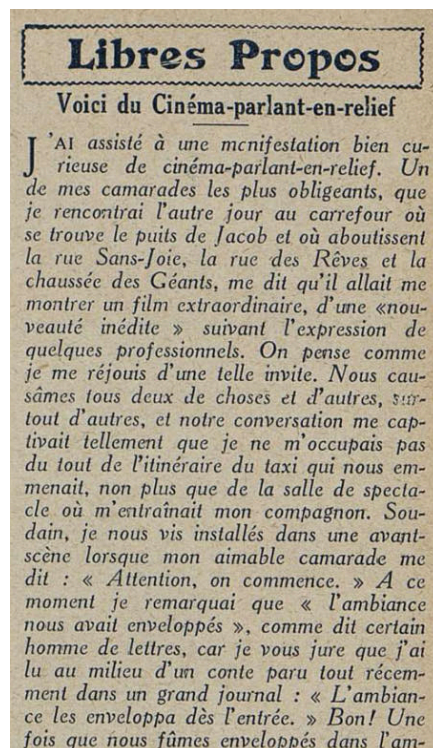 Libres Propos
Voici du Cinéma-parlant-en-relief
J'AI assisté à une mcnifestation bien cu-
rieuse de cinéma-parlant-en-relief. Un
de mes camarades les plus obligeants, que
je rencontrai l'autre jour au carrefour où
se trouve le puits de Jacob et où aboutissent
la rue Sans-Joie, la rue des Rêves et la
chaussée des Géants, me dit qu'il allait me
montrer un film extraordinaire, d'une «nou-
veauté inédite » suivant l'expression de
quelques professionnels. On pense comme
je me réjouis d'une telle invite. Nous cau-
sâmes tous deux de choses et d'autres, sur-
tout d'autres, et notre conversation me cap-
tivait tellement que je ne m'occupais pas
du tout de l'itinéraire du taxi qui nous em-
menait, non plus que de la salle de specta-
cle où m'entraînait mon compagnon. Sou-
dain, je nous vis installés dans une avant-
scène lorsque mon aimable camarade me
dit : « Attention, on commence. » A ce
moment je remarquai que « l'ambiance
nous avait enveloppés », comme dit certain
homme de lettres, car je vous jure que j'ai
lu au milieu d'un conte paru tout récem-
ment dans un grand journal : « L'ambian-
ce les enveloppa dès l'entrée. » Bon! Une
fois que nous fûmes enveloppés dans l'am-